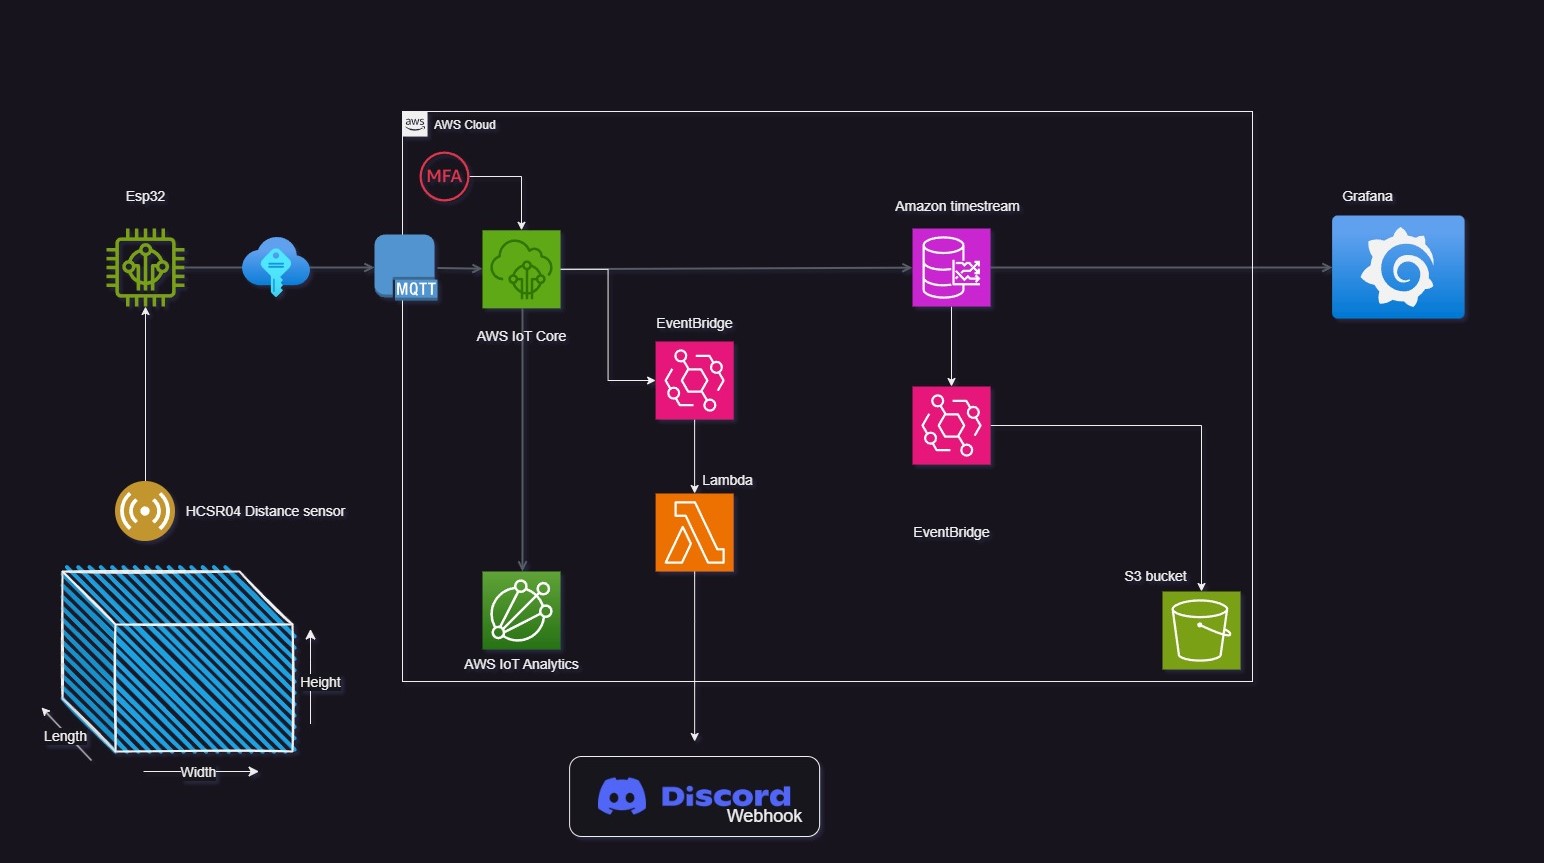 aws
AWS Cloud
MFA
Esp32
Amazon timestream
Grafana
MQTT
EventBridge
AWS IoT Core
Lambda
HCSR04 Distance sensor
EventBridge
S3 bucket
AWS IoT Analytics
Height
Length
Width
Discord
Webhook